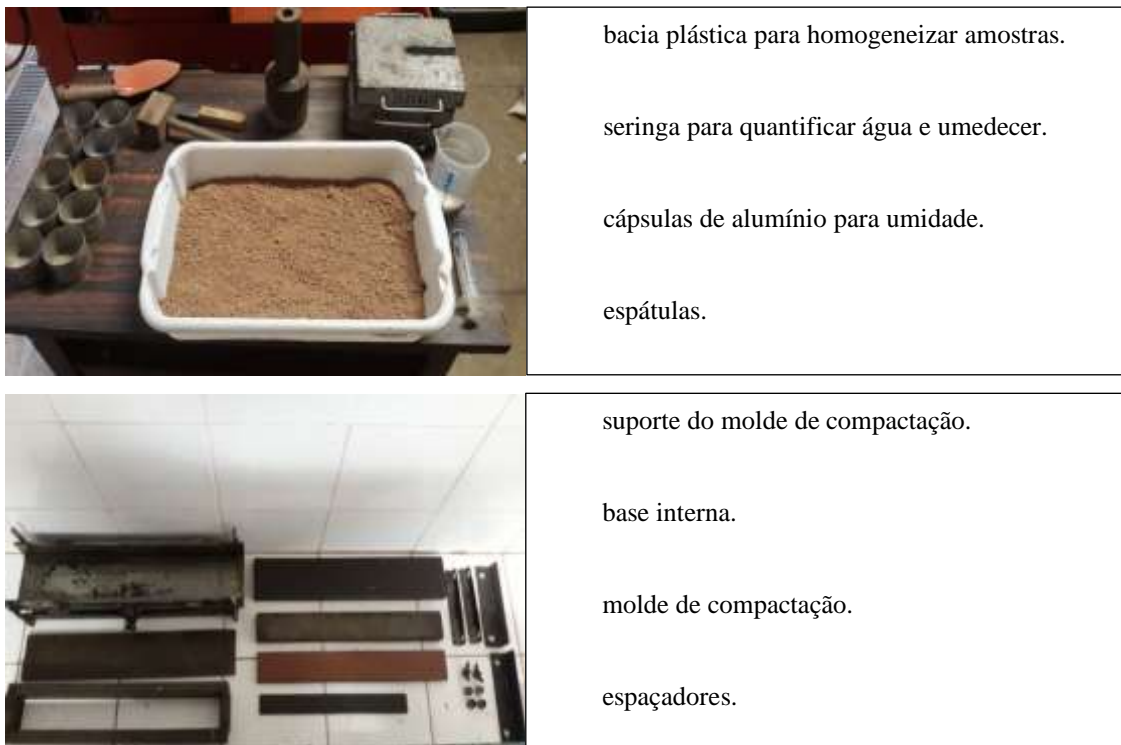 bacia plástica para homogeneizar amostras.
seringa para quantificar água e umedecer.
cápsulas de alumínio para umidade.
espátulas.
suporte do molde de compactação.
base interna.
molde de compactação.
espaçadores.